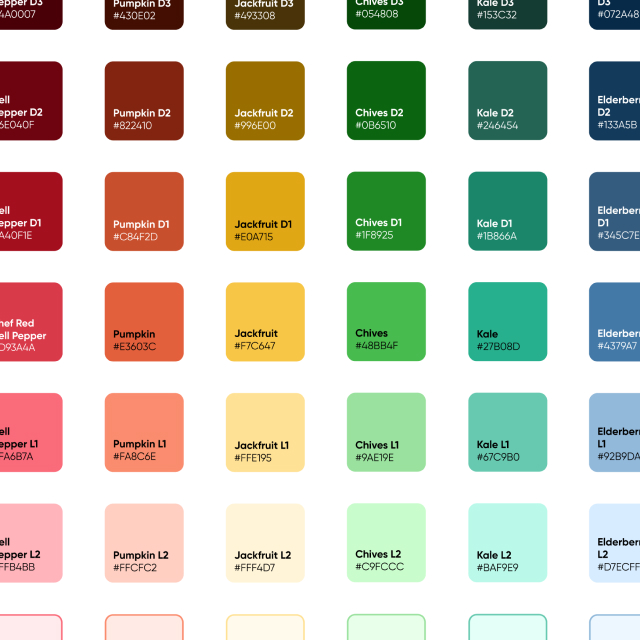 epper D3
4A0007
Pumpkin D3
#430E02
Jackfruit D3
#493308
Chives D3
#054808
Kale D3
#153C32
D3
#072A48
ell
epper D2
6E040F
Pumpkin D2
#822410
Jackfruit D2
#996E00
Chives D2
#0B6510
Kale D2
#246454
Elderberr
D2
#133A5B
ell
epper D1
A40F1E
Pumpkin D1
#C84F2D
Jackfruit D1
#E0A715
Chives D1
#1F8925
Kale D1
#1B866A
Elderberr
D1
#345C7E
hef Red
ell Pepper
D93A4A
Pumpkin
#E3603C
Jackfruit
#F7C647
Chives
#48BB4F
Kale
#27B08D
Elderberr
#4379A7
ell
epper L1
FA6B7A
Pumpkin L1
#FA8C6E
Jackfruit L1
#FFE195
Chives L1
#9AE19E
Kale L1
#67C9B0
Elderberr
L1
#92B9DA
ell
epper L2
FFB4BB
Pumpkin L2
#FFCFC2
Jackfruit L2
#FFF4D7
Chives L2
#C9FCCC
Kale L2
#BAF9E9
Elderberr
L2
#D7ECFF